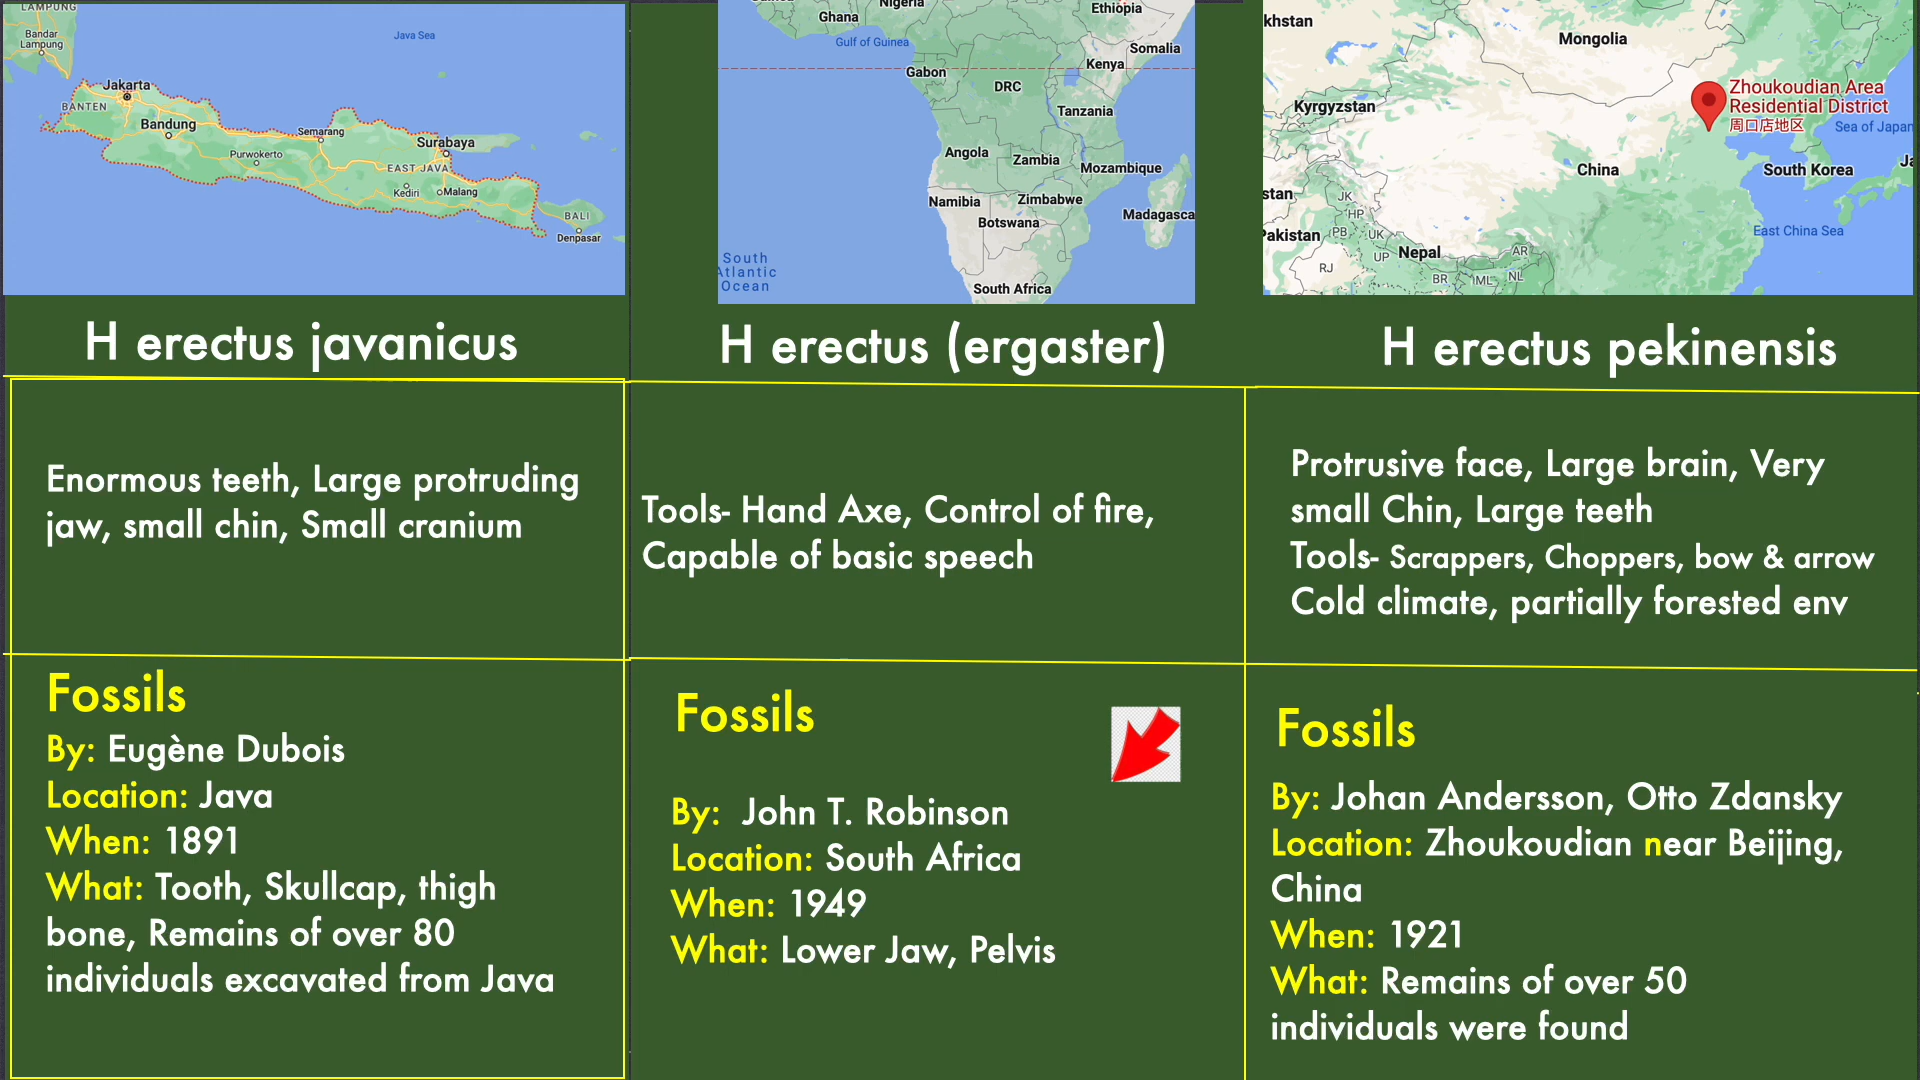 LAMPUNG
Bandar
Lampung
Java Sea
Jakarta
BANTEN
Bandung
Semarang
Surabaya
Purwokerto
EAST JAVA
Kediri
Malang
BALI
Denpasar
Nigeria
Ghana
Ethiopia
Gulf of Guinea
Somalia
Kenya
Gabon
DRC
Tanzania
Angola
Zambia
Mozambique
Namibia
Zimbabwe
Botswana
Madagasca
South
Atlantic
Ocean
South Africa
khstan
Mongolia
Kyrgyzstan
Zhoukoudian Area
Residential District
周口店地区
Sea of Japan
China
South Korea
Ja
stan
JK
HP
PB
UK
Pakistan
UP
Nepal
AR
RJ
BR
ML
NL
East China Sea
H erectus javanicus
H erectus (ergaster)
H erectus pekinensis
Enormous teeth, Large protruding
jaw, small chin, Small cranium
Tools- Hand Axe, Control of fire,
Capable of basic speech
Protrusive face, Large brain, Very
small Chin, Large teeth
Tools- Scrappers, Choppers, bow & arrow
Cold climate, partially forested env
Fossils
By: Eugène Dubois
Location: Java
When: 1891
What: Tooth, Skullcap, thigh
bone, Remains of over 80
individuals excavated from Java
Fossils
By: John T. Robinson
Location: South Africa
When: 1949
What: Lower Jaw, Pelvis
Fossils
By: Johan Andersson, Otto Zdansky
Location: Zhoukoudian near Beijing,
China
When: 1921
What: Remains of over 50
individuals were found